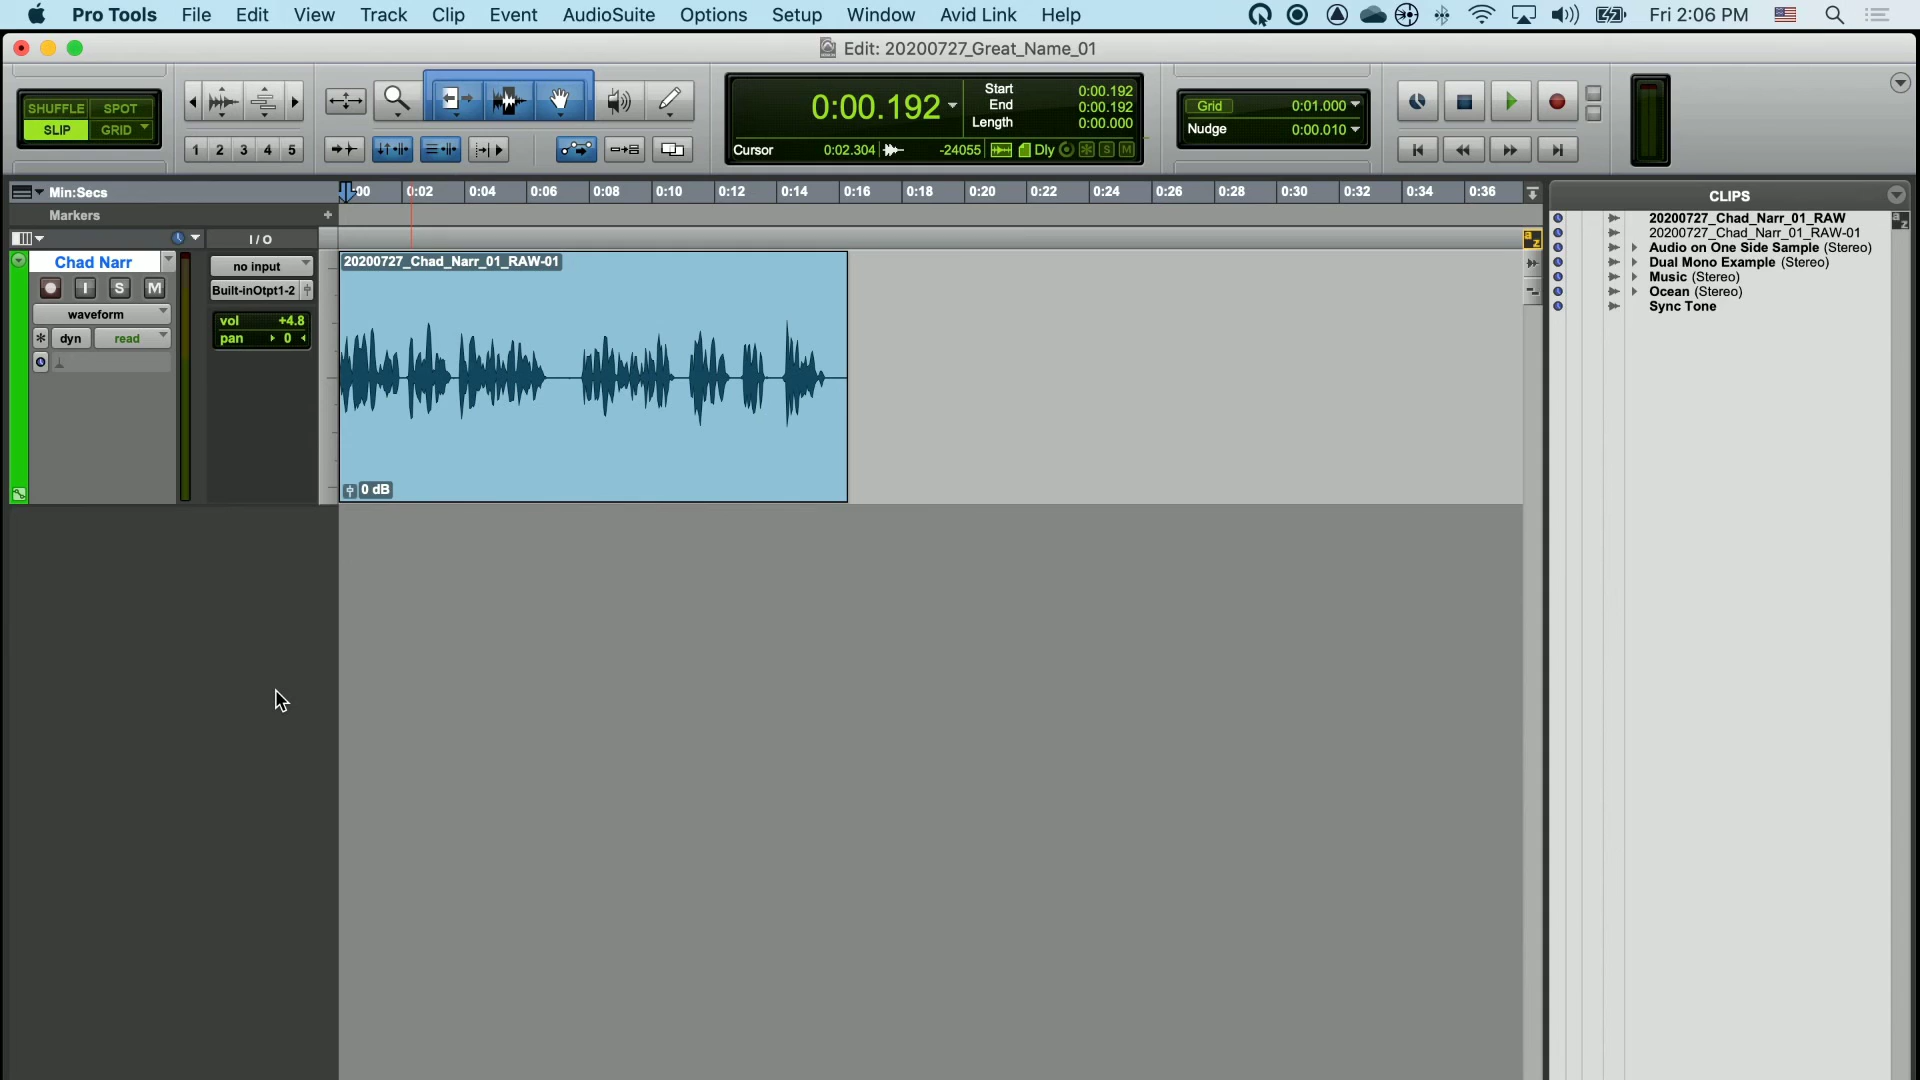 Pro Tools File Edit View Track Clip Event AudioSuite Options Setup Window Avid Link Help Fri 2:06 PM
Edit: 20200727_Great_Name_01
SHUFFLE SPOT
SLIP GRID
1 2 3 4 5
0:00.192
Start 0:00.192
End 0:00.192
Length 0:00.000
Cursor 0:02.304 -24055 Dly S M
Grid 0:01.000
Nudge 0:00.010
Min:Secs :00 0:02 0:04 0:06 0:08 0:10 0:12 0:14 0:16 0:18 0:20 0:22 0:24 0:26 0:28 0:30 0:32 0:34 0:36
Markers +
I / O
a z
Chad Narr
I S M
waveform
* dyn read
no input
Built-inOtpt1-2
vol +4.8
pan 0
20200727_Chad_Narr_01_RAW-01
0 dB
CLIPS
a z
20200727_Chad_Narr_01_RAW
20200727_Chad_Narr_01_RAW-01
Audio on One Side Sample (Stereo)
Dual Mono Example (Stereo)
Music (Stereo)
Ocean (Stereo)
Sync Tone